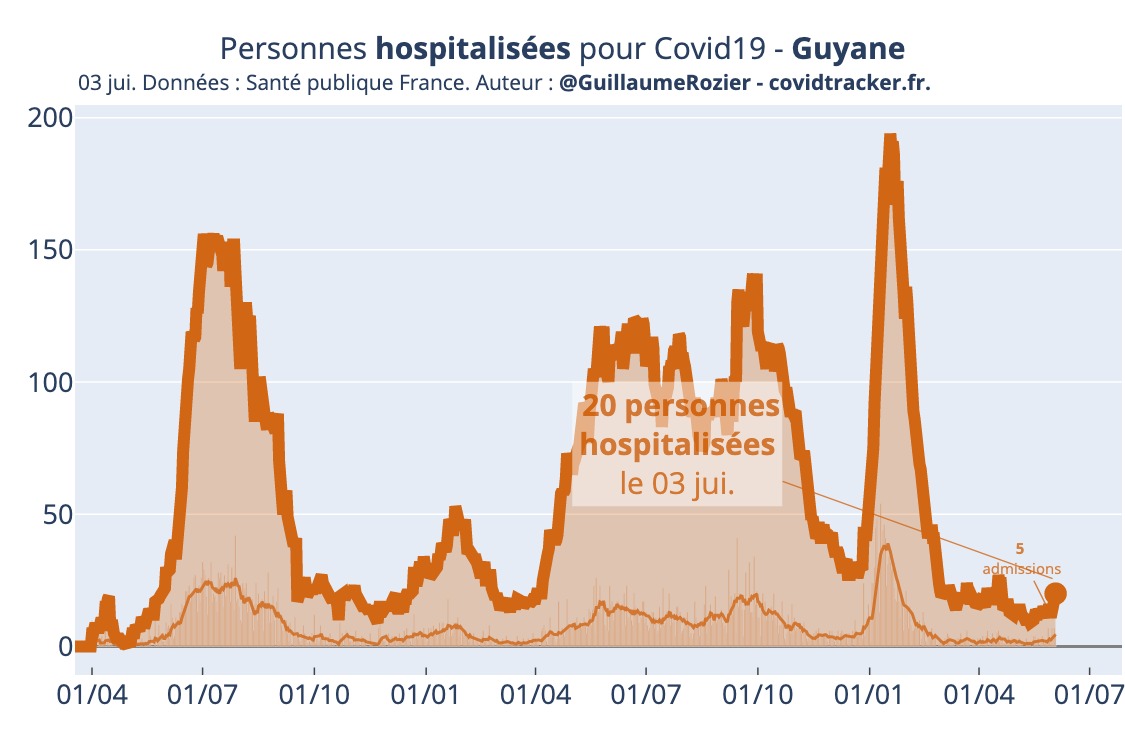 Personnes hospitalisées pour Covid19 - Guyane
03 jui. Données : Santé publique France. Auteur : @GuillaumeRozier - covidtracker.fr.
200
150
100
50
0
20 personnes
hospitalisées
le 03 jui.
5
admissions
01/04 01/07 01/10 01/01 01/04 01/07 01/10 01/01 01/04 01/07